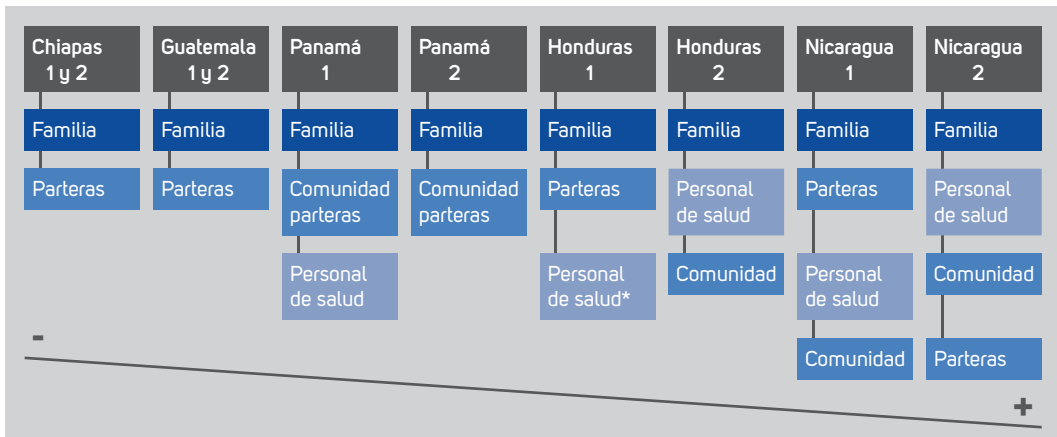 Chiapas
1 y 2
Guatemala
1 y 2
Panamá
1
Panamá
2
Honduras
1
Honduras
2
Nicaragua
1
Nicaragua
2
Familia
Familia
Familia
Familia
Familia
Familia
Familia
Familia
Parteras
Parteras
Comunidad
parteras
Comunidad
parteras
Parteras
Personal
de salud
Parteras
Personal
de salud
Personal
de salud
Personal
de salud*
Comunidad
Personal
de salud
Comunidad
Comunidad
Parteras
-
+